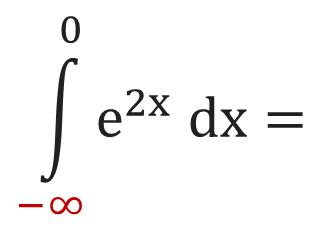 0
∫ e^{2x} dx =
-∞